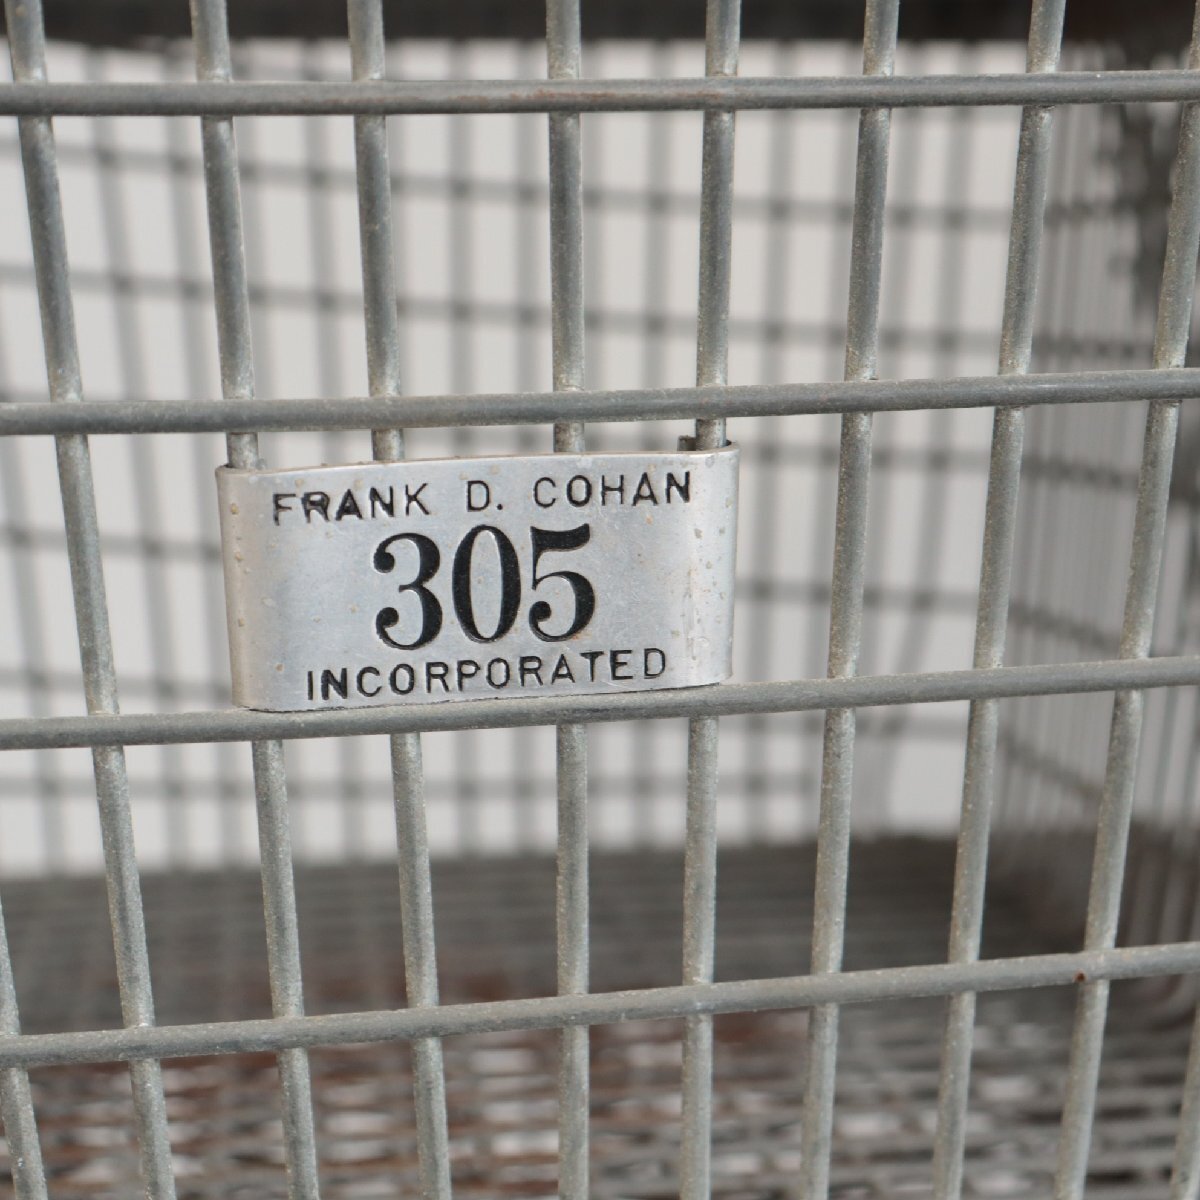 FRANK D. COHAN
305
INCORPORATED